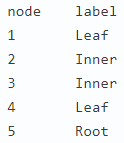 node label
1 Leaf
2 Inner
3 Inner
4 Leaf
5 Root